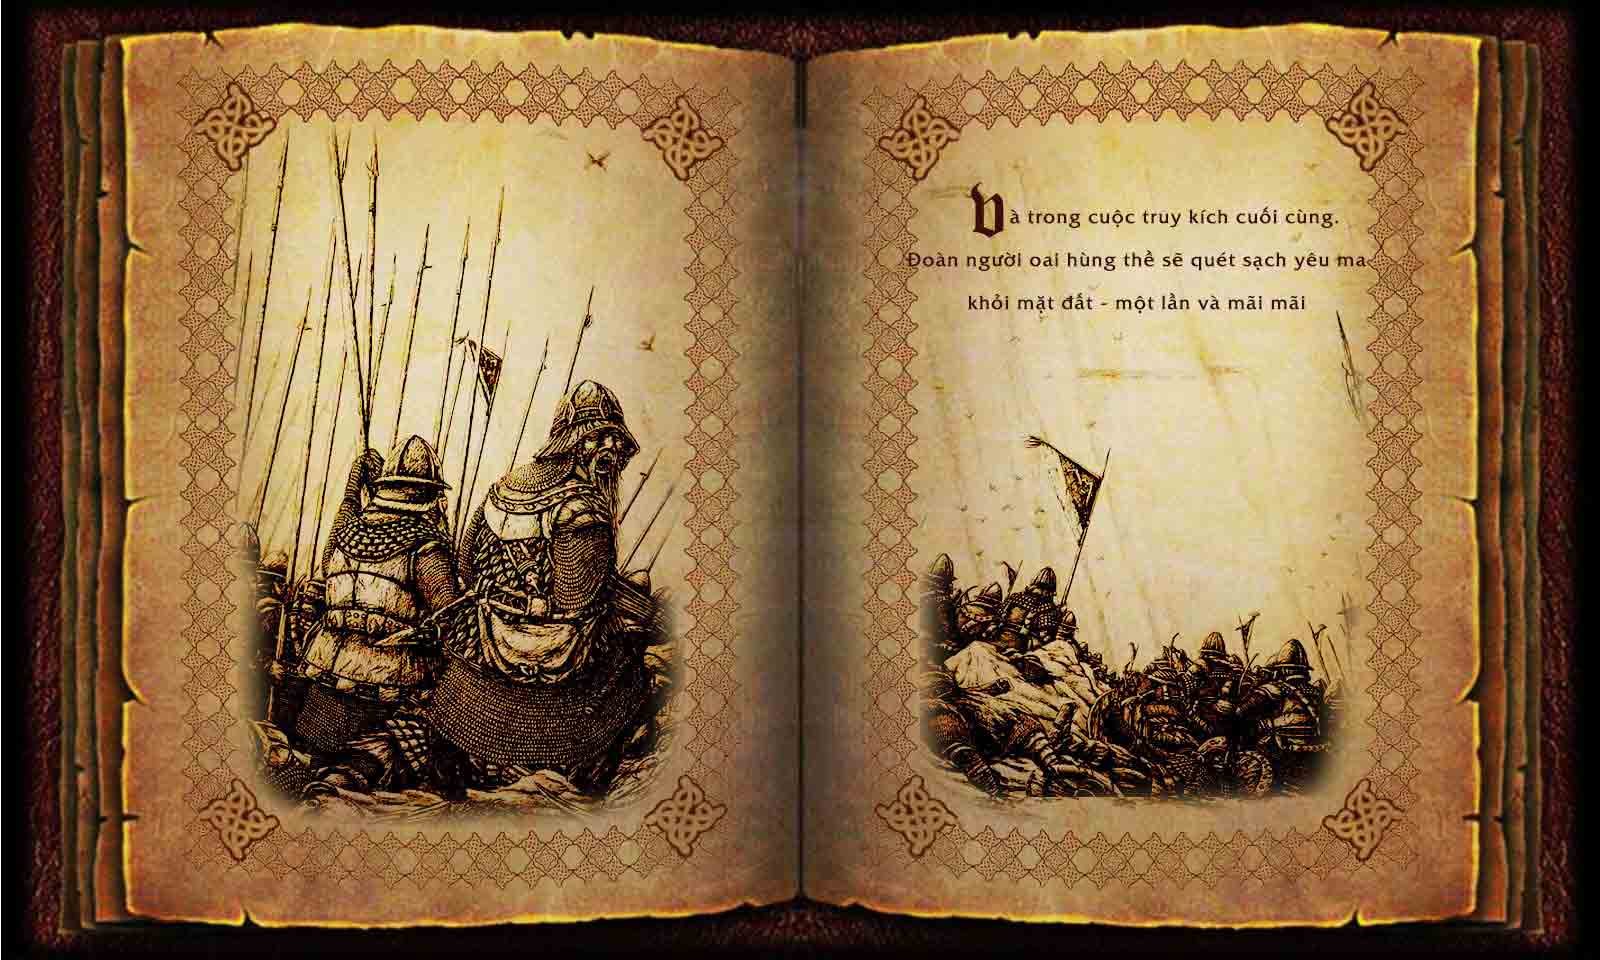 Và trong cuộc truy kích cuối cùng.
Đoàn người oai hùng thề sẽ quét sạch yêu ma
khỏi mặt đất - một lần và mãi mãi